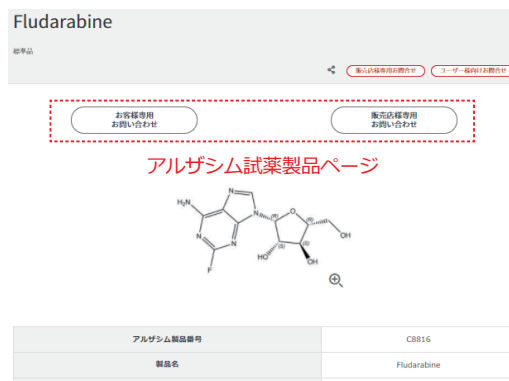 Fludarabine
標準品
販売店様専用お問合せ
ユーザー様向けお問合せ
お客様専用
お問い合わせ
販売店様専用
お問い合わせ
アルザシム試薬製品ページ
H₂N
N
N
N
N
F
N
(R)
O
(R)
(S)
(S)
HO
OH
OH
アルザシム製品番号 C8816
製品名 Fludarabine